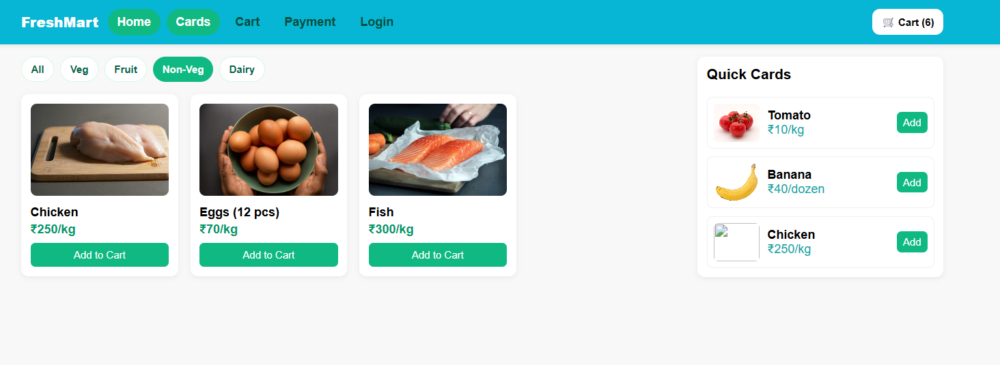 FreshMart Home Cards Cart Payment Login 🛒 Cart (6)
All Veg Fruit Non-Veg Dairy
Chicken
₹250/kg
Add to Cart
Eggs (12 pcs)
₹70/kg
Add to Cart
Fish
₹300/kg
Add to Cart
Quick Cards
Tomato
₹10/kg
Add
Banana
₹40/dozen
Add
Chicken
₹250/kg
Add